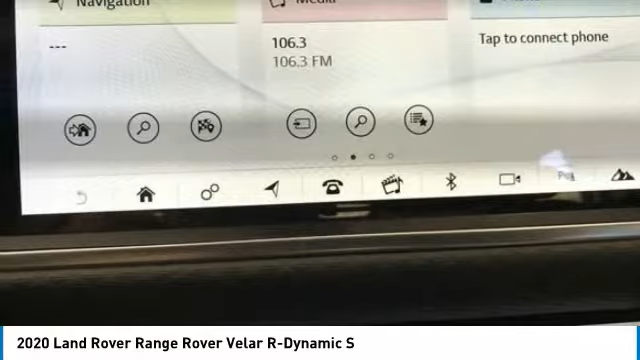 Navigation
Media
---
106.3
106.3 FM
Tap to connect phone
2020 Land Rover Range Rover Velar R-Dynamic S